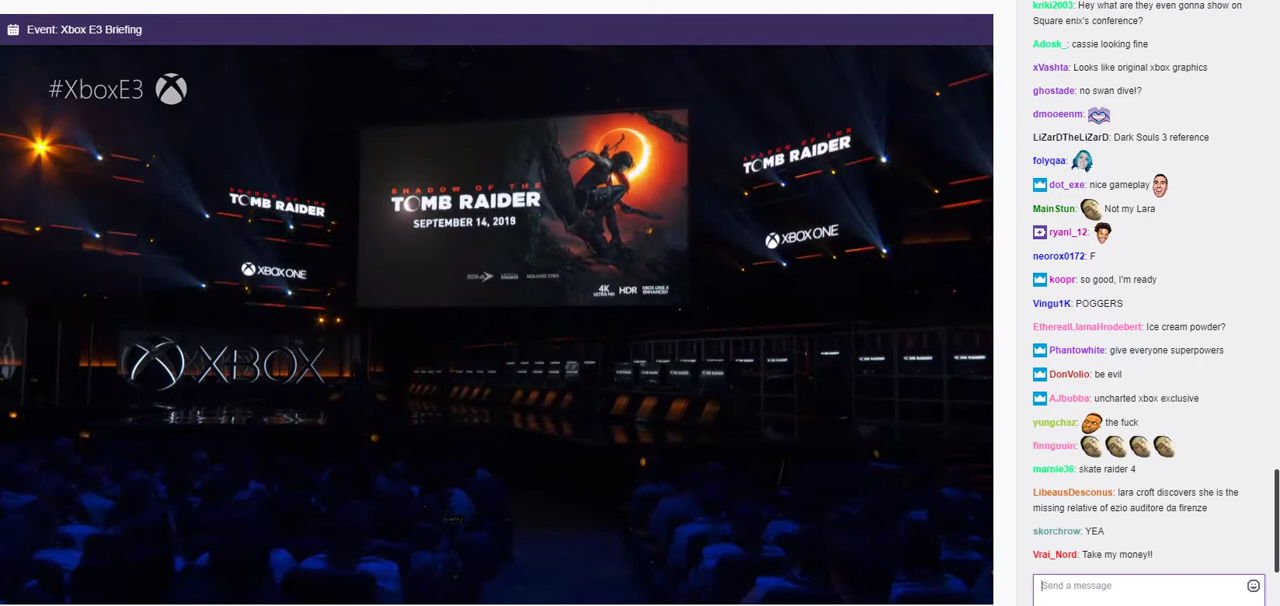 Event: Xbox E3 Briefing
#XboxE3
SHADOW OF THE
TOMB RAIDER
SHADOW OF THE
TOMB RAIDER
SEPTEMBER 14, 2018
SHADOW OF THE
TOMB RAIDER
XBOX ONE
XBOX ONE
SQUARE ENIX
4K
ULTRA HD
HDR
XBOX ONE X
ENHANCED
XBOX
kriki2003: Hey what are they even gonna show on
Square enix's conference?
Adosk_: cassie looking fine
xVashta: Looks like original xbox graphics
ghostade: no swan dive!?
dmooeenm:
LiZarDTheLiZarD: Dark Souls 3 reference
folyqaa:
dot_exe: nice gameplay
MainStun: Not my Lara
ryanl_12:
neorox0172: F
koopr: so good, I'm ready
Vingu1K: POGGERS
EtherealLlamaHrodebert: Ice cream powder?
Phantowhite: give everyone superpowers
DonVolio: be evil
AJbubba: uncharted xbox exclusive
yungchaz: the fuck
finnguuin:
marnie36: skate raider 4
LibeausDesconus: lara croft discovers she is the
missing relative of ezio auditore da firenze
skorchrow: YEA
Vrai_Nord: Take my money!!
Send a message